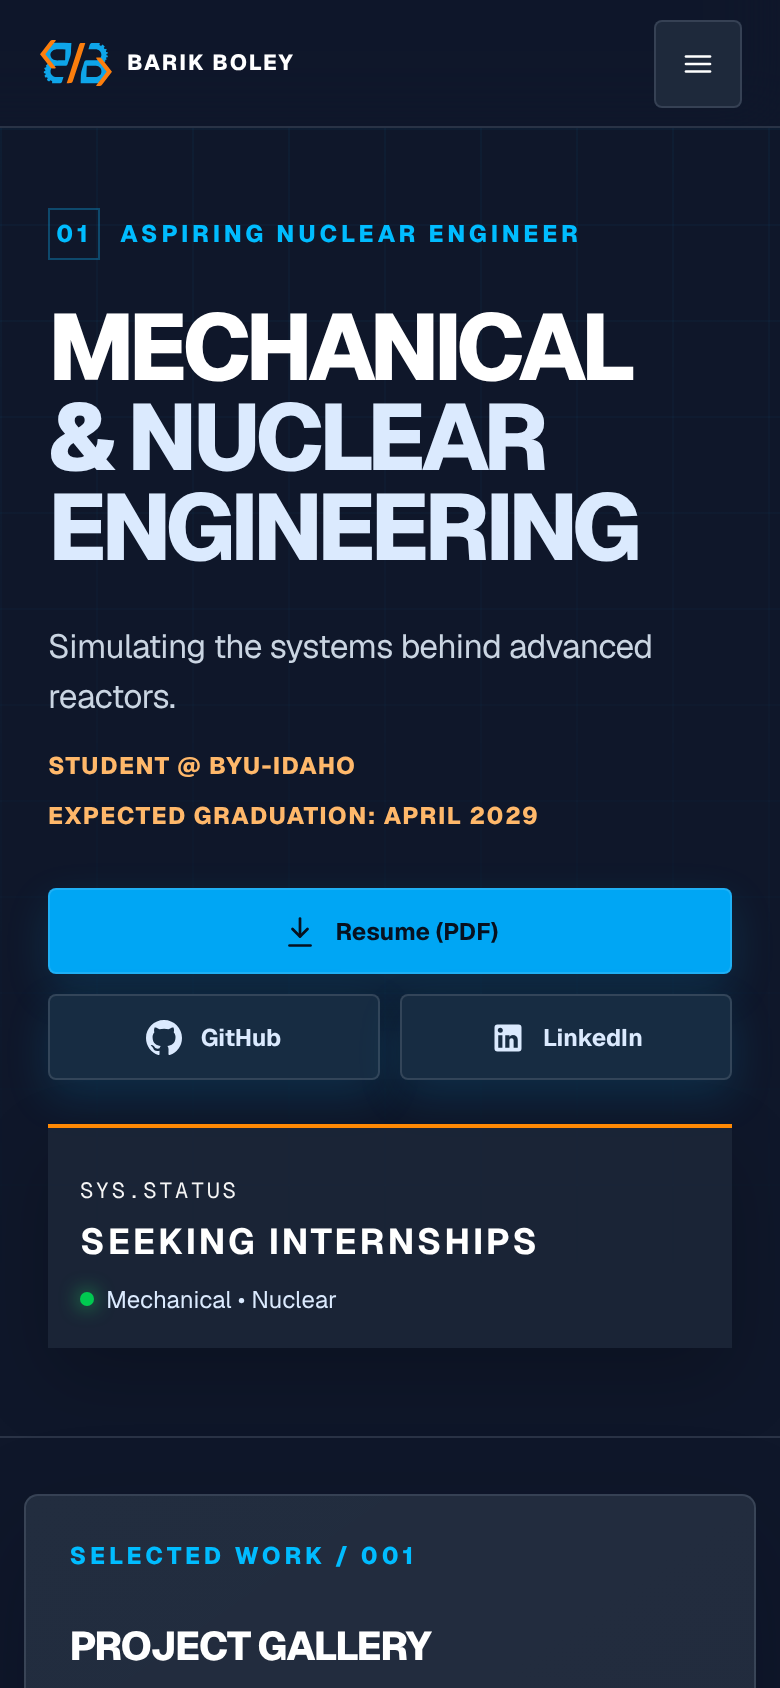 BARIK BOLEY
01 ASPIRING NUCLEAR ENGINEER
MECHANICAL
& NUCLEAR
ENGINEERING
Simulating the systems behind advanced
reactors.
STUDENT @ BYU-IDAHO
EXPECTED GRADUATION: APRIL 2029
Resume (PDF)
GitHub
LinkedIn
SYS.STATUS
SEEKING INTERNSHIPS
Mechanical • Nuclear
SELECTED WORK / 001
PROJECT GALLERY